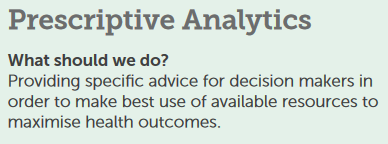 Prescriptive Analytics
What should we do?
Providing specific advice for decision makers in
order to make best use of available resources to
maximise health outcomes.